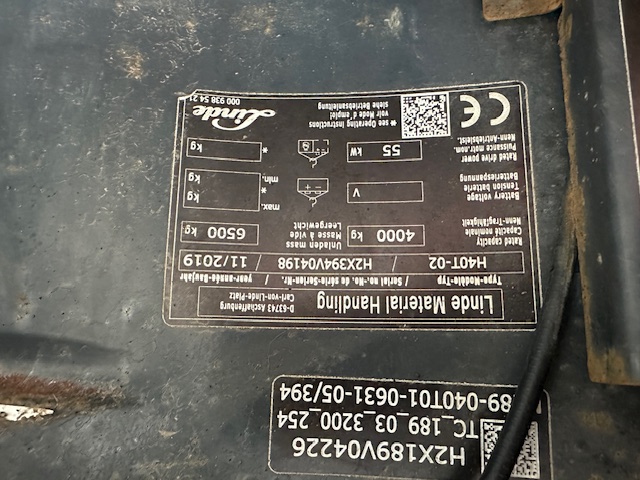 H2X189V04226
TC_189_03_3200_254
189-040T01-0631-05/394
Linde Material Handling
D-63743 Aschaffenburg
Carl-von-Linde-Platz
Type-Modele-Typ / Serial no.-No. de série-Serien-Nr. / year-année-Baujahr
H40T-02 / H2X394V04198 / 11/2019
Rated capacity
Capacité nominale
Nenn-Tragfähigkeit
4000 kg
Unladen mass
Masse à vide
Leergewicht
6500 kg
Battery voltage
Tension batterie
Batteriespannung
V
max. kg
*
min. kg
Rated drive power
Puissance motr.nom.
Nenn-Antriebsleist.
55 kW
* kg
CE
* see Operating instructions
voir Mode d'emploi
siehe Betriebsanleitung
Linde
000 938 54 21